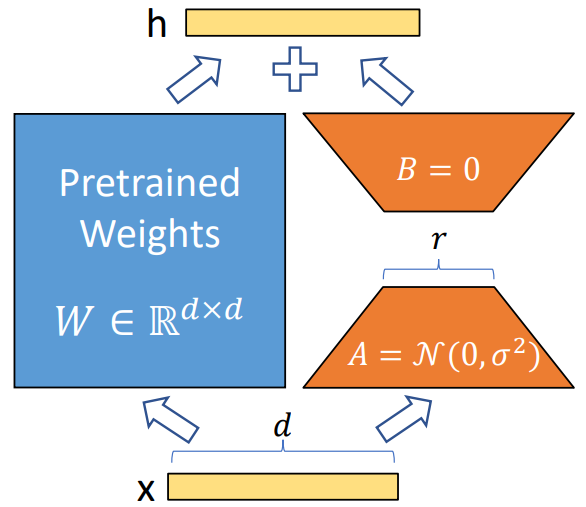 h
Pretrained
Weights
W ∈ ℝ^{d×d}
B = 0
r
A = 𝒩(0, σ²)
d
x